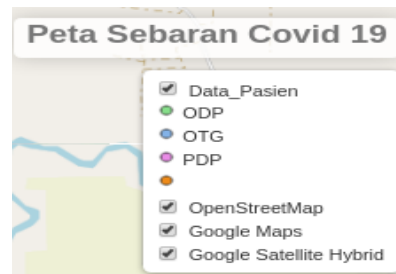 Peta Sebaran Covid 19
Data_Pasien
ODP
OTG
PDP
OpenStreetMap
Google Maps
Google Satellite Hybrid